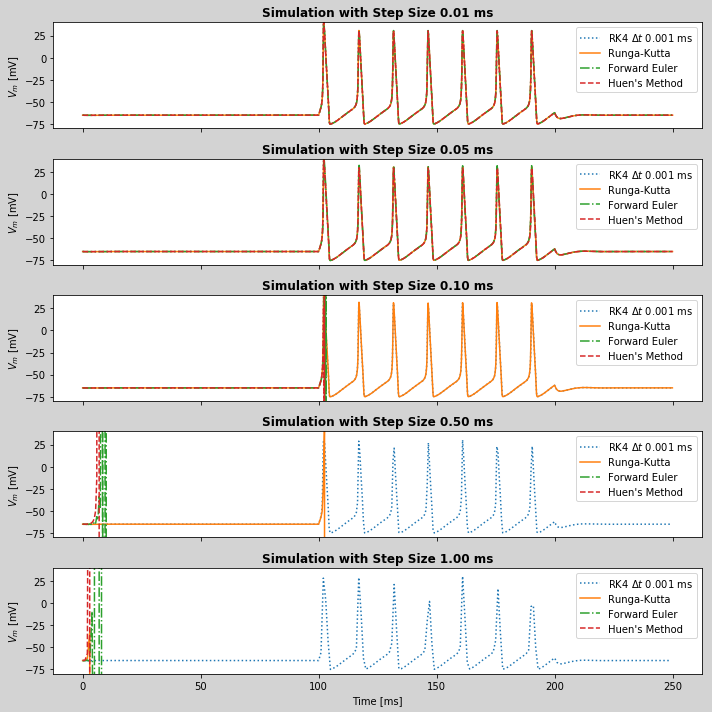 Simulation with Step Size 0.01 ms
25
0
−25
−50
−75
V_m [mV]
RK4 Δt 0.001 ms
Runga-Kutta
Forward Euler
Huen's Method
Simulation with Step Size 0.05 ms
25
0
−25
−50
−75
V_m [mV]
RK4 Δt 0.001 ms
Runga-Kutta
Forward Euler
Huen's Method
Simulation with Step Size 0.10 ms
25
0
−25
−50
−75
V_m [mV]
RK4 Δt 0.001 ms
Runga-Kutta
Forward Euler
Huen's Method
Simulation with Step Size 0.50 ms
25
0
−25
−50
−75
V_m [mV]
RK4 Δt 0.001 ms
Runga-Kutta
Forward Euler
Huen's Method
Simulation with Step Size 1.00 ms
25
0
−25
−50
−75
V_m [mV]
RK4 Δt 0.001 ms
Runga-Kutta
Forward Euler
Huen's Method
0 50 100 150 200 250
Time [ms]